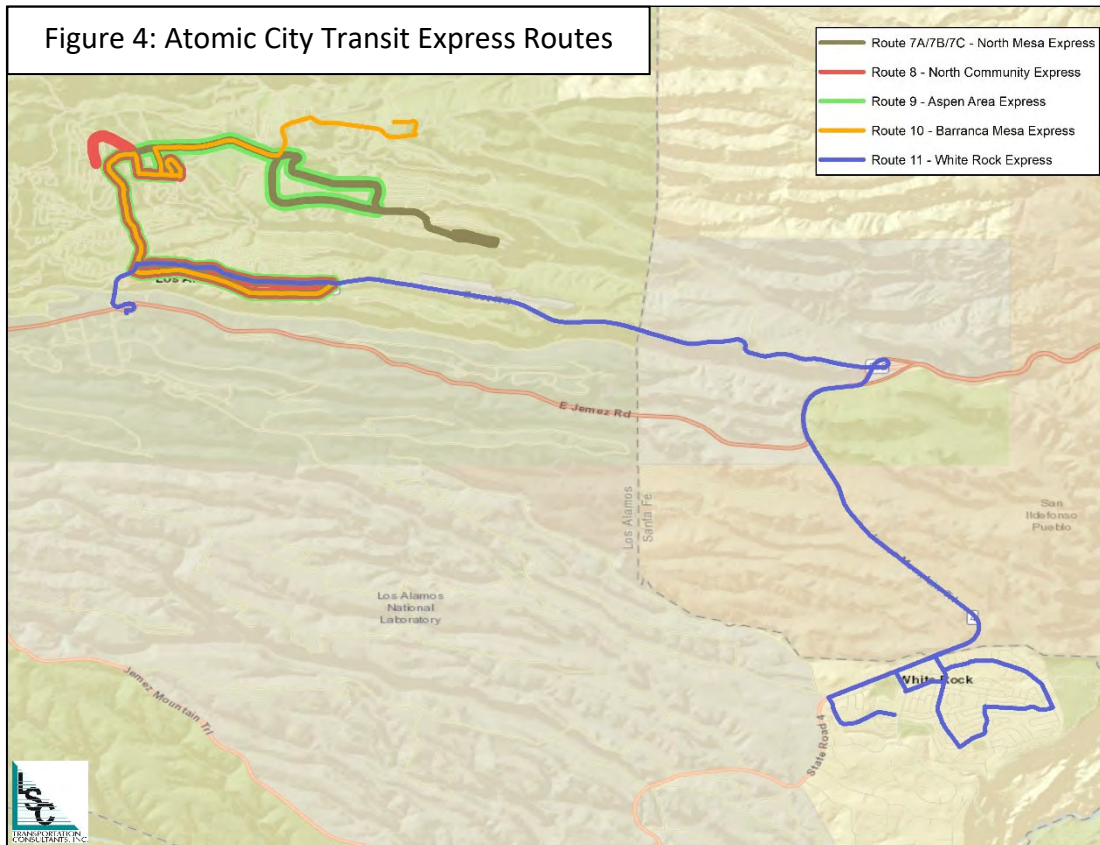 Figure 4: Atomic City Transit Express Routes
Route 7A/7B/7C - North Mesa Express
Route 8 - North Community Express
Route 9 - Aspen Area Express
Route 10 - Barranca Mesa Express
Route 11 - White Rock Express
E Jemez Rd
Los Alamos
Santa Fe
San
Ildefonso
Pueblo
Los Alamos
National
Laboratory
White Rock
Jemez Mountain Trl
State Road 4
4
LSC
TRANSPORTATION
CONSULTANTS, INC.